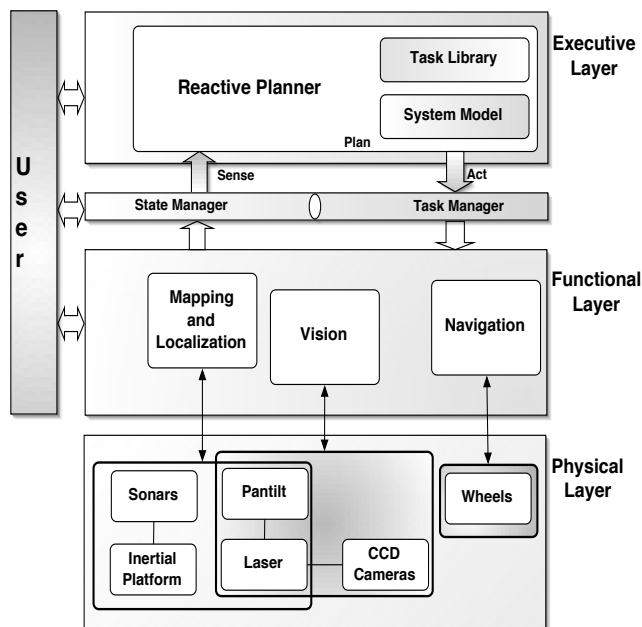 Executive
Layer
Task Library
Reactive Planner
System Model
Plan
Sense
Act
User
State Manager
Task Manager
Functional
Layer
Mapping
and
Localization
Vision
Navigation
Physical
Layer
Sonars
Pantilt
Wheels
Inertial
Platform
Laser
CCD
Cameras